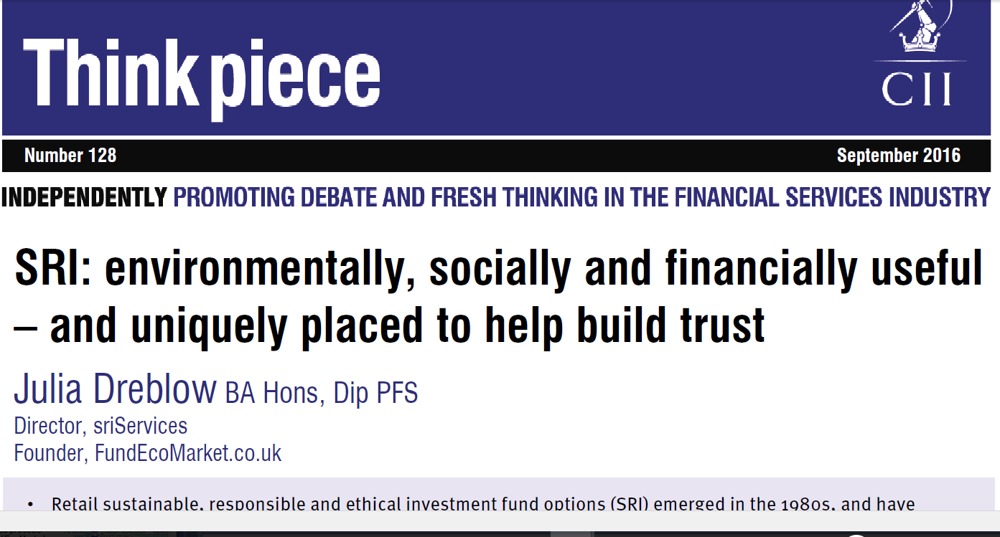 Think piece
CII
Number 128
September 2016
INDEPENDENTLY PROMOTING DEBATE AND FRESH THINKING IN THE FINANCIAL SERVICES INDUSTRY
SRI: environmentally, socially and financially useful
– and uniquely placed to help build trust
Julia Dreblow BA Hons, Dip PFS
Director, sriServices
Founder, FundEcoMarket.co.uk
• Retail sustainable, responsible and ethical investment fund options (SRI) emerged in the 1980s, and have